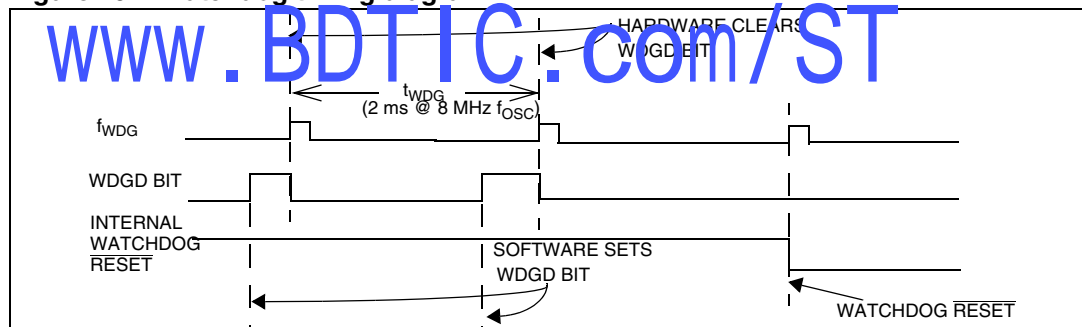 www.BDTIC.com/ST
HARDWARE CLEARS
WDGD BIT
tWDG
(2 ms @ 8 MHz fOSC)
fWDG
WDGD BIT
INTERNAL
WATCHDOG
RESET
SOFTWARE SETS
WDGD BIT
WATCHDOG RESET